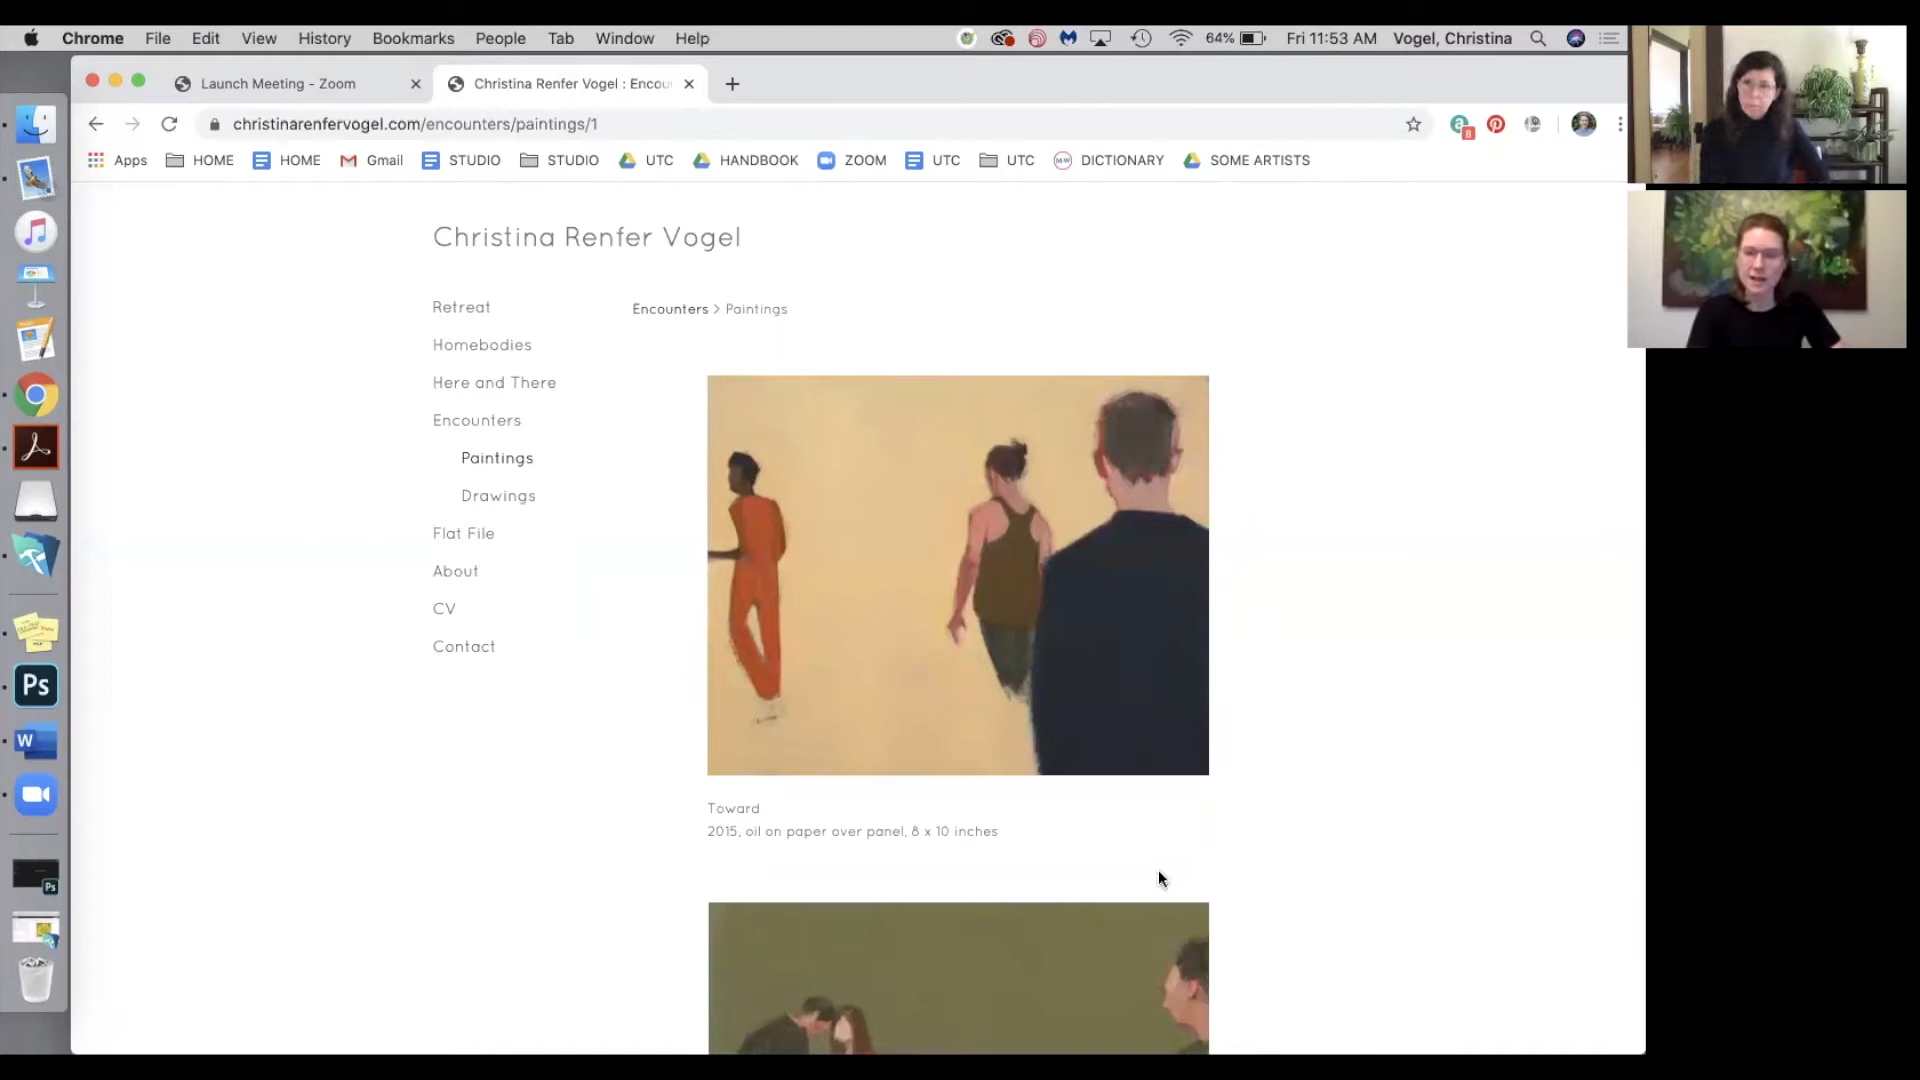 Chrome File Edit View History Bookmarks People Tab Window Help 64% Fri 11:53 AM Vogel, Christina
Launch Meeting - Zoom Christina Renfer Vogel : Encou
christinarenfervogel.com/encounters/paintings/1
8
Apps HOME HOME Gmail STUDIO STUDIO UTC HANDBOOK ZOOM UTC UTC DICTIONARY SOME ARTISTS
Christina Renfer Vogel
Retreat
Homebodies
Here and There
Encounters
Paintings
Drawings
Flat File
About
CV
Contact
Encounters > Paintings
Toward
2015, oil on paper over panel, 8 x 10 inches
Ps
W
Ps